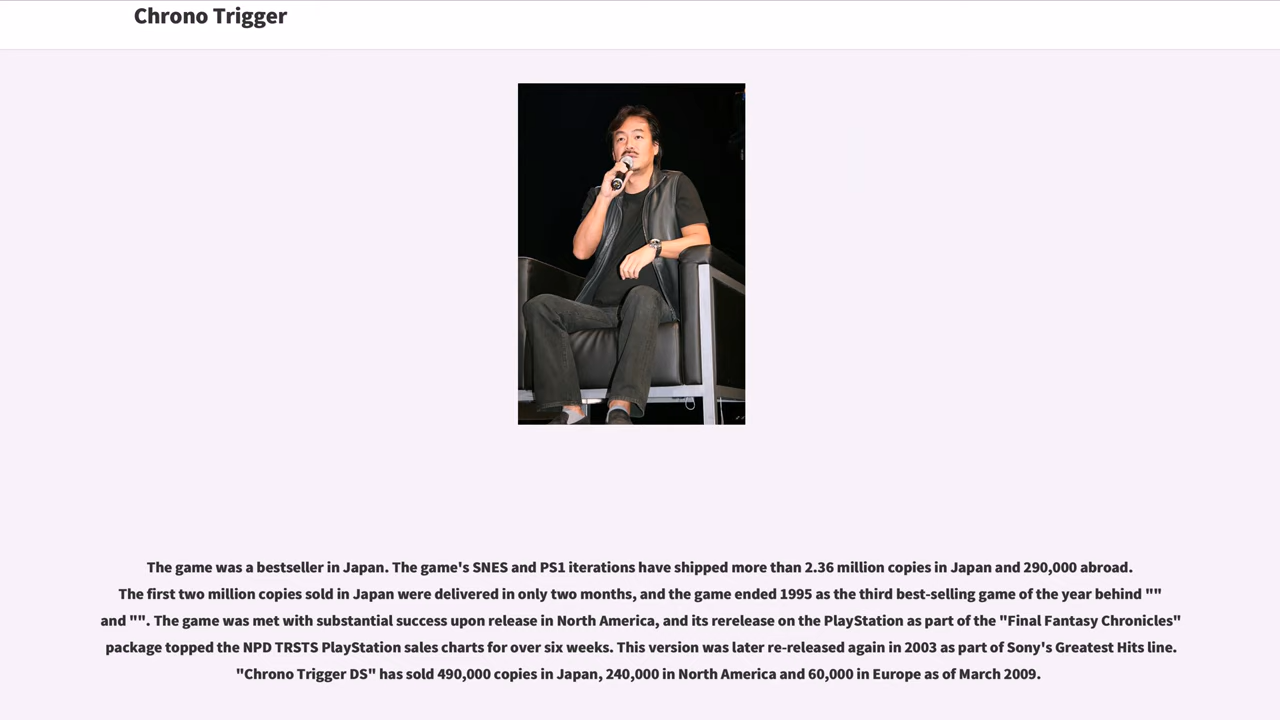 Chrono Trigger
The game was a bestseller in Japan. The game's SNES and PS1 iterations have shipped more than 2.36 million copies in Japan and 290,000 abroad.
The first two million copies sold in Japan were delivered in only two months, and the game ended 1995 as the third best-selling game of the year behind ""
and "". The game was met with substantial success upon release in North America, and its rerelease on the PlayStation as part of the "Final Fantasy Chronicles"
package topped the NPD TRSTS PlayStation sales charts for over six weeks. This version was later re-released again in 2003 as part of Sony's Greatest Hits line.
"Chrono Trigger DS" has sold 490,000 copies in Japan, 240,000 in North America and 60,000 in Europe as of March 2009.